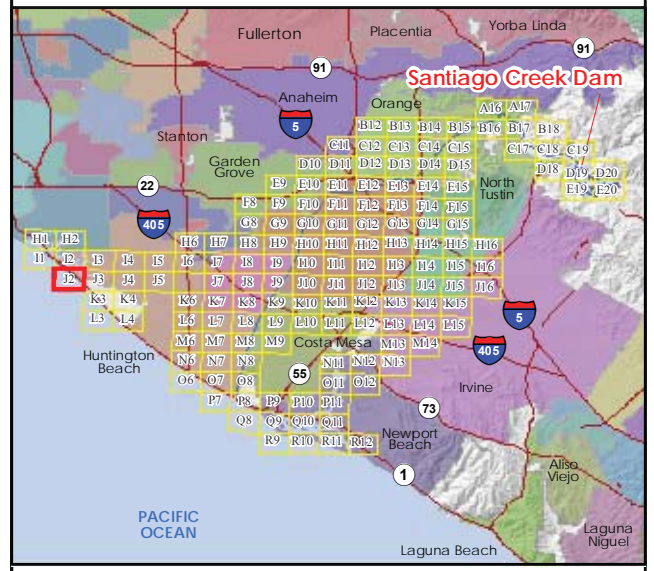 Fullerton
Placentia
Yorba Linda
91
91
Santiago Creek Dam
Anaheim
Orange
5
Stanton
Garden
Grove
22
405
North
Tustin
A16 A17
B12 B13 B14 B15 B16 B17 B18
C11 C12 C13 C14 C15 C17 C18 C19
D10 D11 D12 D13 D14 D15 D18 D19 D20
E9 E10 E11 E12 E13 E14 E15 E19 E20
F8 F9 F10 F11 F12 F13 F14 F15
G8 G9 G10 G11 G12 G13 G14 G15
H1 H2 H6 H7 H8 H9 H10 H11 H12 H13 H14 H15 H16
I1 I2 I3 I4 I5 I6 I7 I8 I9 I10 I11 I12 I13 I14 I15 I16
J2 J3 J4 J5 J7 J8 J9 J10 J11 J12 J13 J14 J15 J16
K3 K4 K6 K7 K8 K9 K10 K11 K12 K13 K14 K15
L3 L4 L6 L7 L8 L9 L10 L11 L12 L13 L14 L15
M6 M7 M8 M9 Costa Mesa M13 M14
N6 N7 N8 N11 N12 N13
O6 O7 O8 O11 O12
P7 P8 P9 P10 P11
Q8 Q9 Q10 Q11
R9 R10 R11 R12
5
405
Huntington
Beach
55
Irvine
73
Newport
Beach
1
Aliso
Viejo
PACIFIC
OCEAN
Laguna
Niguel
Laguna Beach